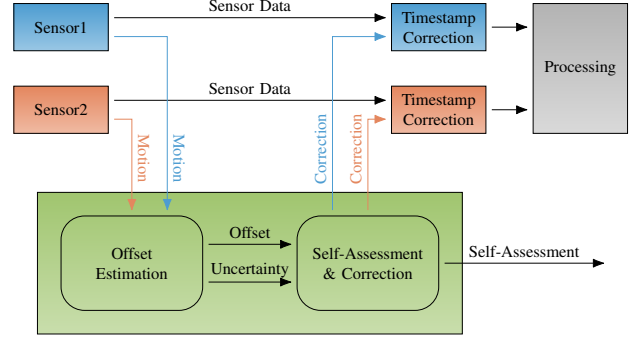 Sensor Data
Sensor1
Timestamp
Correction
Processing
Sensor Data
Sensor2
Timestamp
Correction
Motion
Motion
Correction
Correction
Offset
Estimation
Offset
Uncertainty
Self-Assessment
& Correction
Self-Assessment